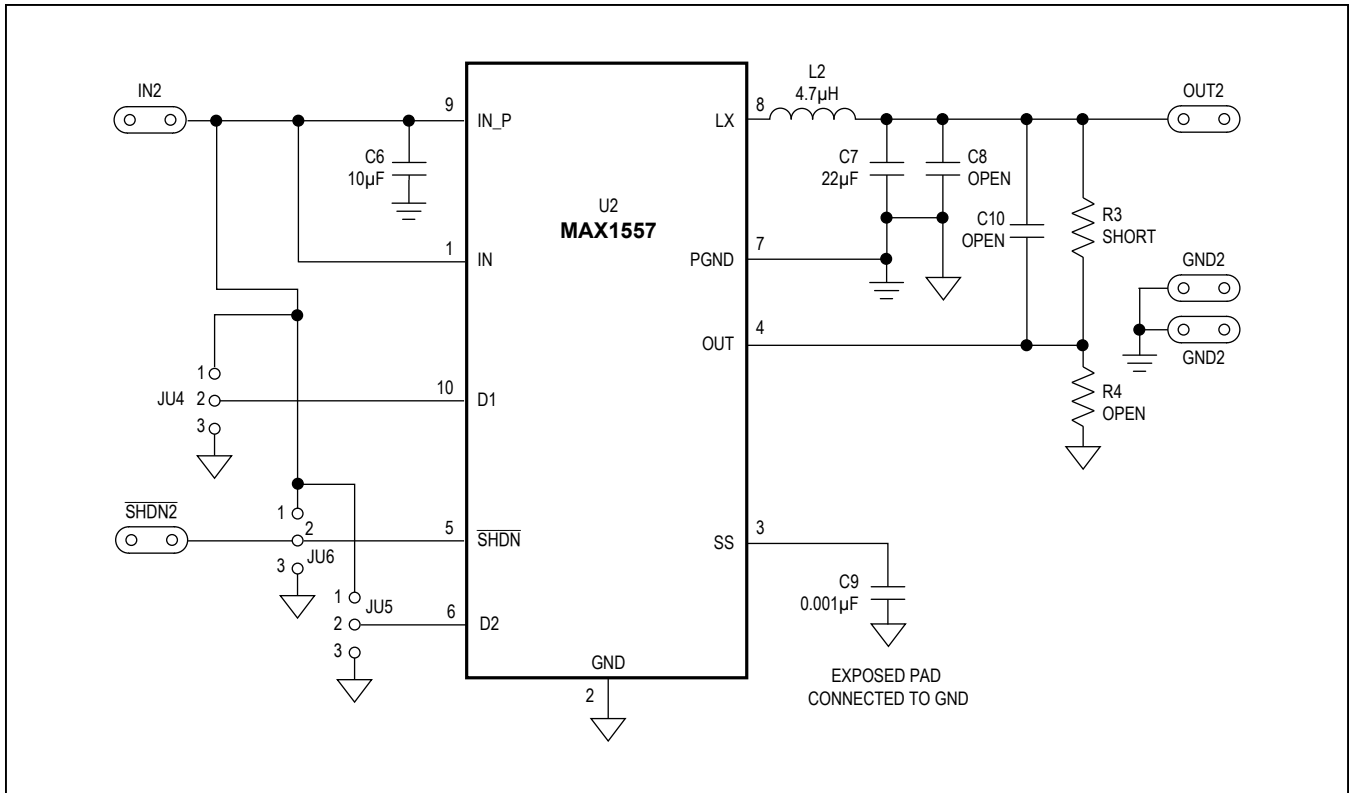 IN2
L2
4.7µH
OUT2
9
IN_P
LX
8
C6
10µF
C7
22µF
C8
OPEN
U2
MAX1557
C10
OPEN
R3
SHORT
1
IN
PGND
7
GND2
GND2
OUT
4
1
JU4
2
3
10
D1
R4
OPEN
SHDN2
1
2
JU6
3
5
SHDN
SS
3
C9
0.001µF
1
JU5
2
3
6
D2
GND
2
EXPOSED PAD
CONNECTED TO GND